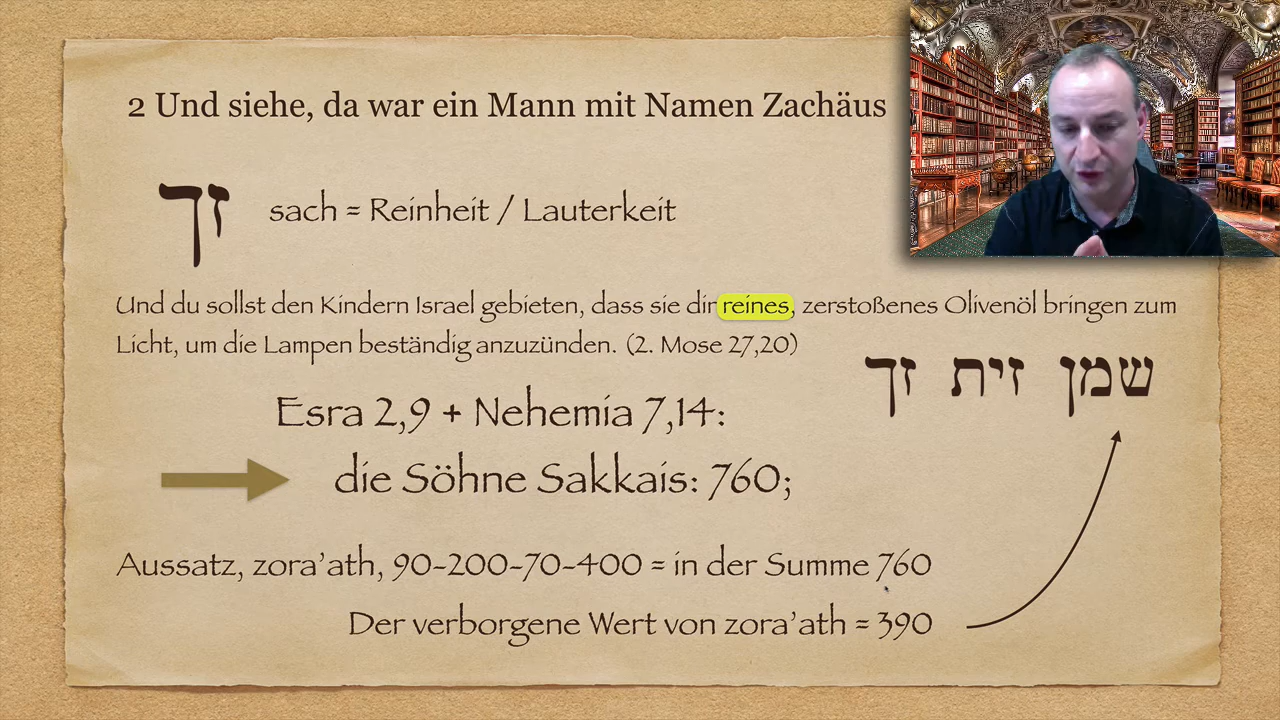 2 Und siehe, da war ein Mann mit Namen Zachäus
זך
sach = Reinheit / Lauterkeit
Und du sollst den Kindern Israel gebieten, dass sie dir reines, zerstoßenes Olivenöl bringen zum
Licht, um die Lampen beständig anzuzünden. (2. Mose 27,20)
שמן זית זך
Esra 2,9 + Nehemia 7,14:
die Söhne Sakkais: 760;
Aussatz, zora’ath, 90-200-70-400 = in der Summe 760
Der verborgene Wert von zora’ath = 390